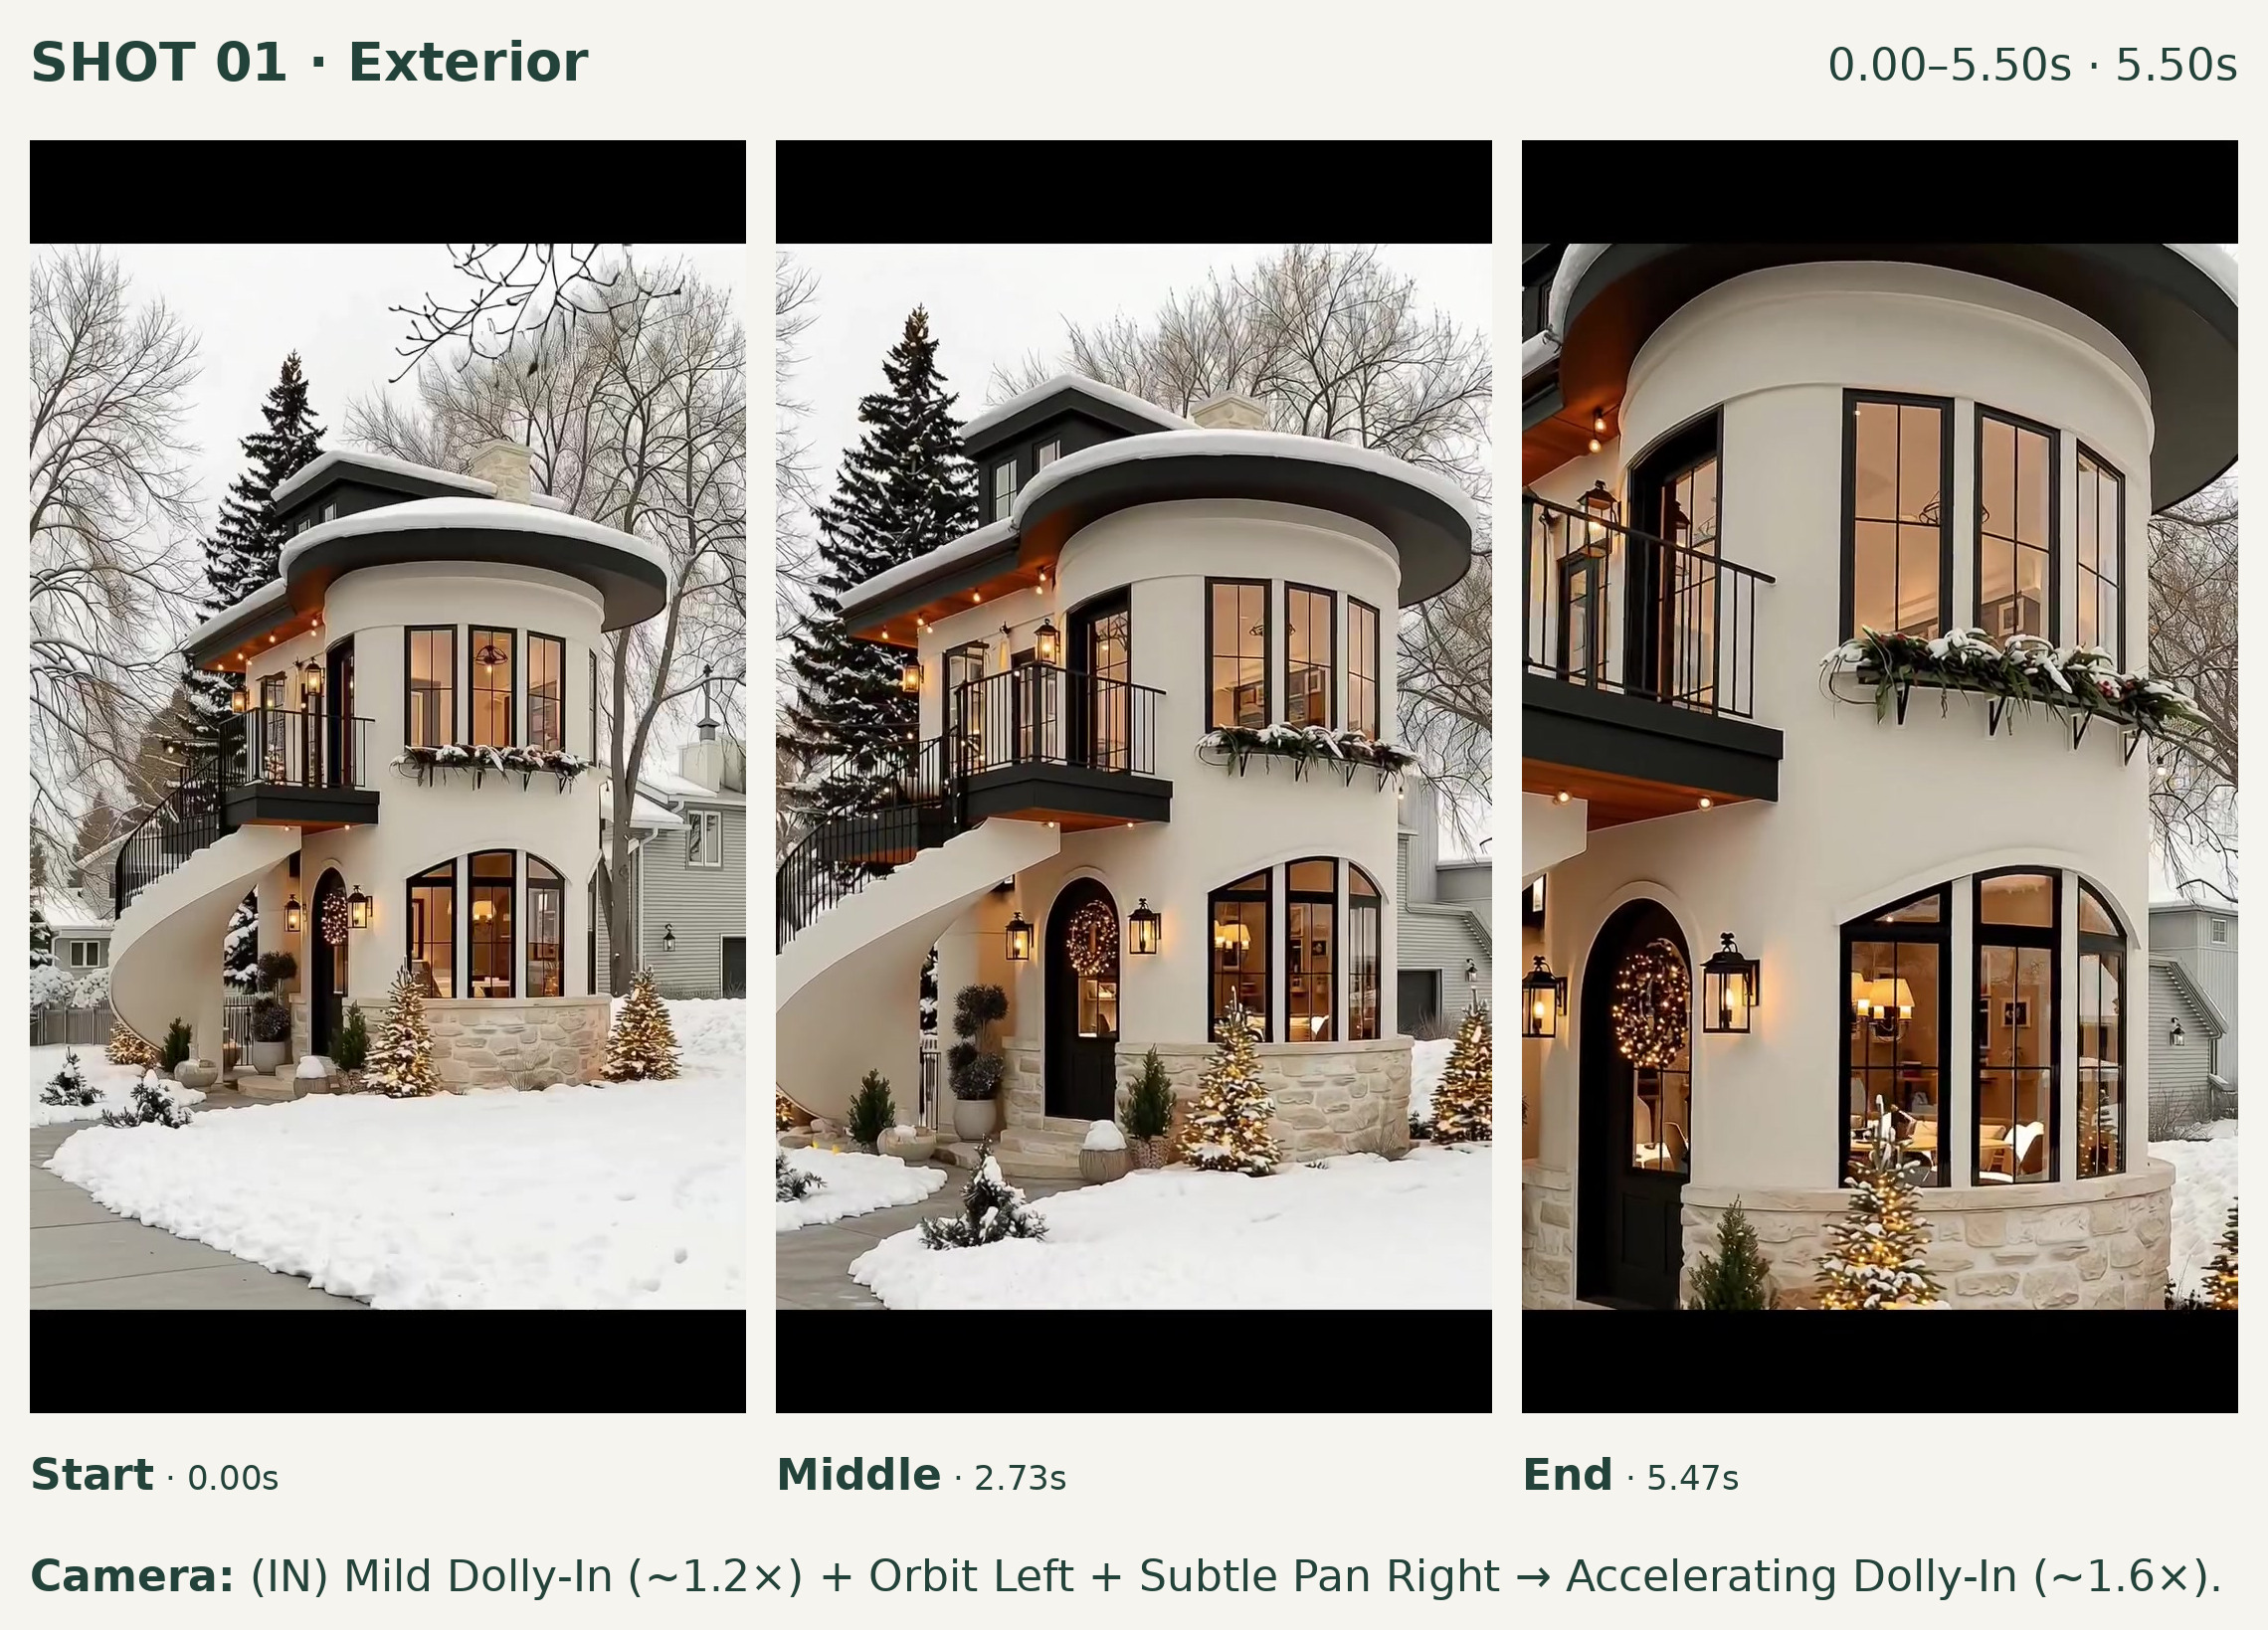 SHOT 01 · Exterior
0.00–5.50s · 5.50s
Start · 0.00s
Middle · 2.73s
End · 5.47s
Camera: (IN) Mild Dolly-In (~1.2×) + Orbit Left + Subtle Pan Right → Accelerating Dolly-In (~1.6×).